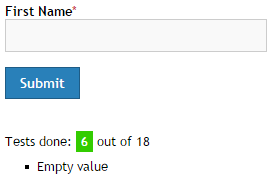 First Name*
Submit
Tests done: 6 out of 18
▪ Empty value